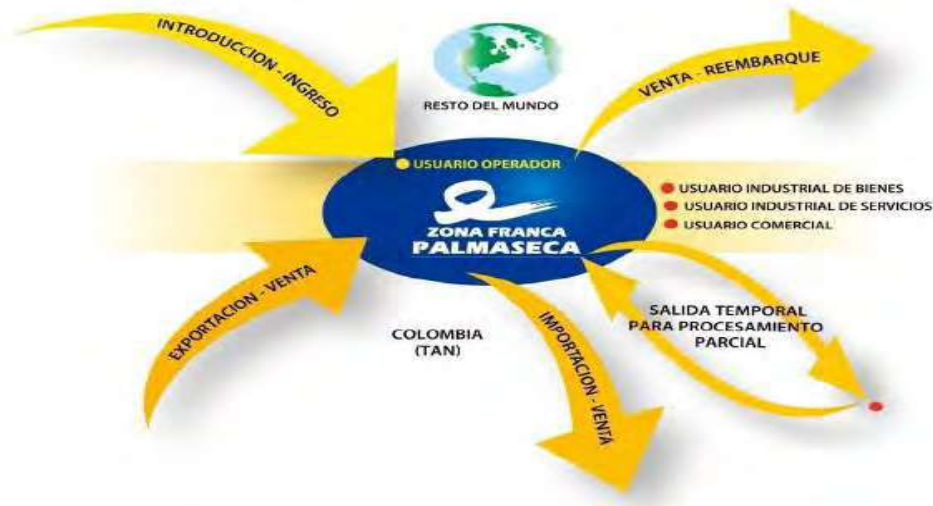 INTRODUCCION - INGRESO
RESTO DEL MUNDO
VENTA - REEMBARQUE
USUARIO OPERADOR
ZONA FRANCA
PALMASECA
USUARIO INDUSTRIAL DE BIENES
USUARIO INDUSTRIAL DE SERVICIOS
USUARIO COMERCIAL
EXPORTACION - VENTA
COLOMBIA
(TAN)
IMPORTACION - VENTA
SALIDA TEMPORAL
PARA PROCESAMIENTO
PARCIAL